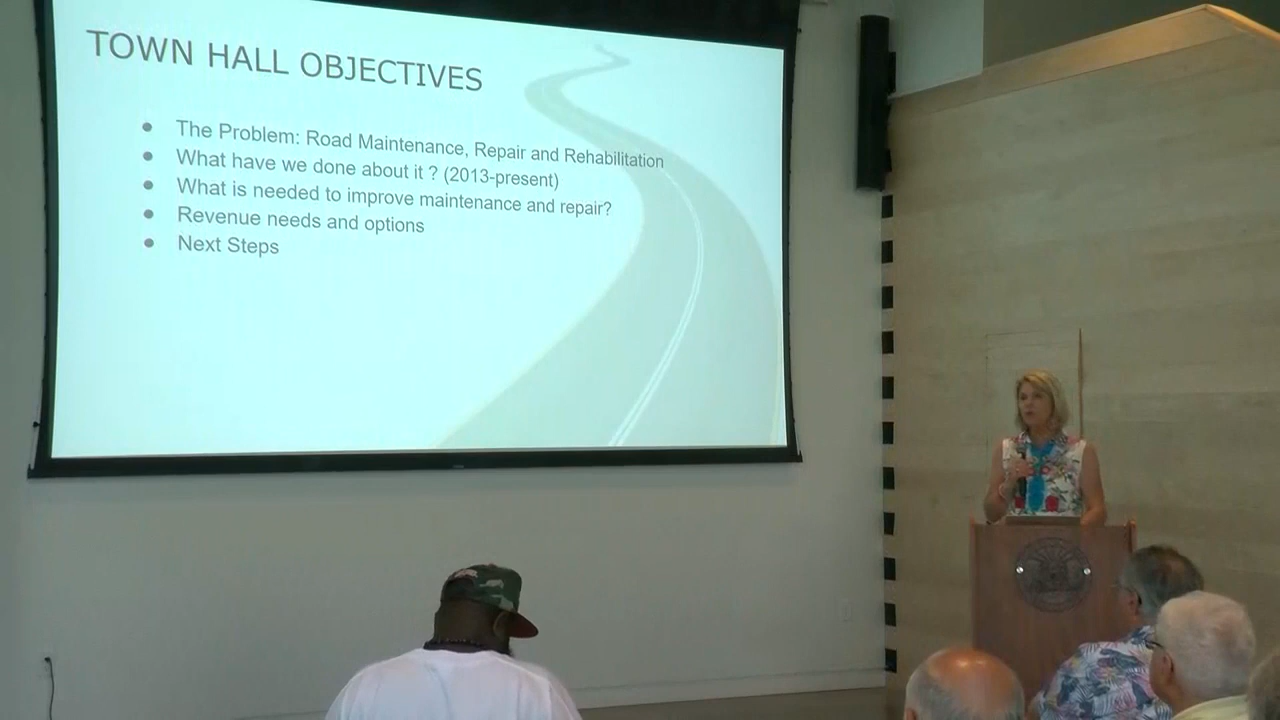 TOWN HALL OBJECTIVES
The Problem: Road Maintenance, Repair and Rehabilitation
What have we done about it ? (2013-present)
What is needed to improve maintenance and repair?
Revenue needs and options
Next Steps